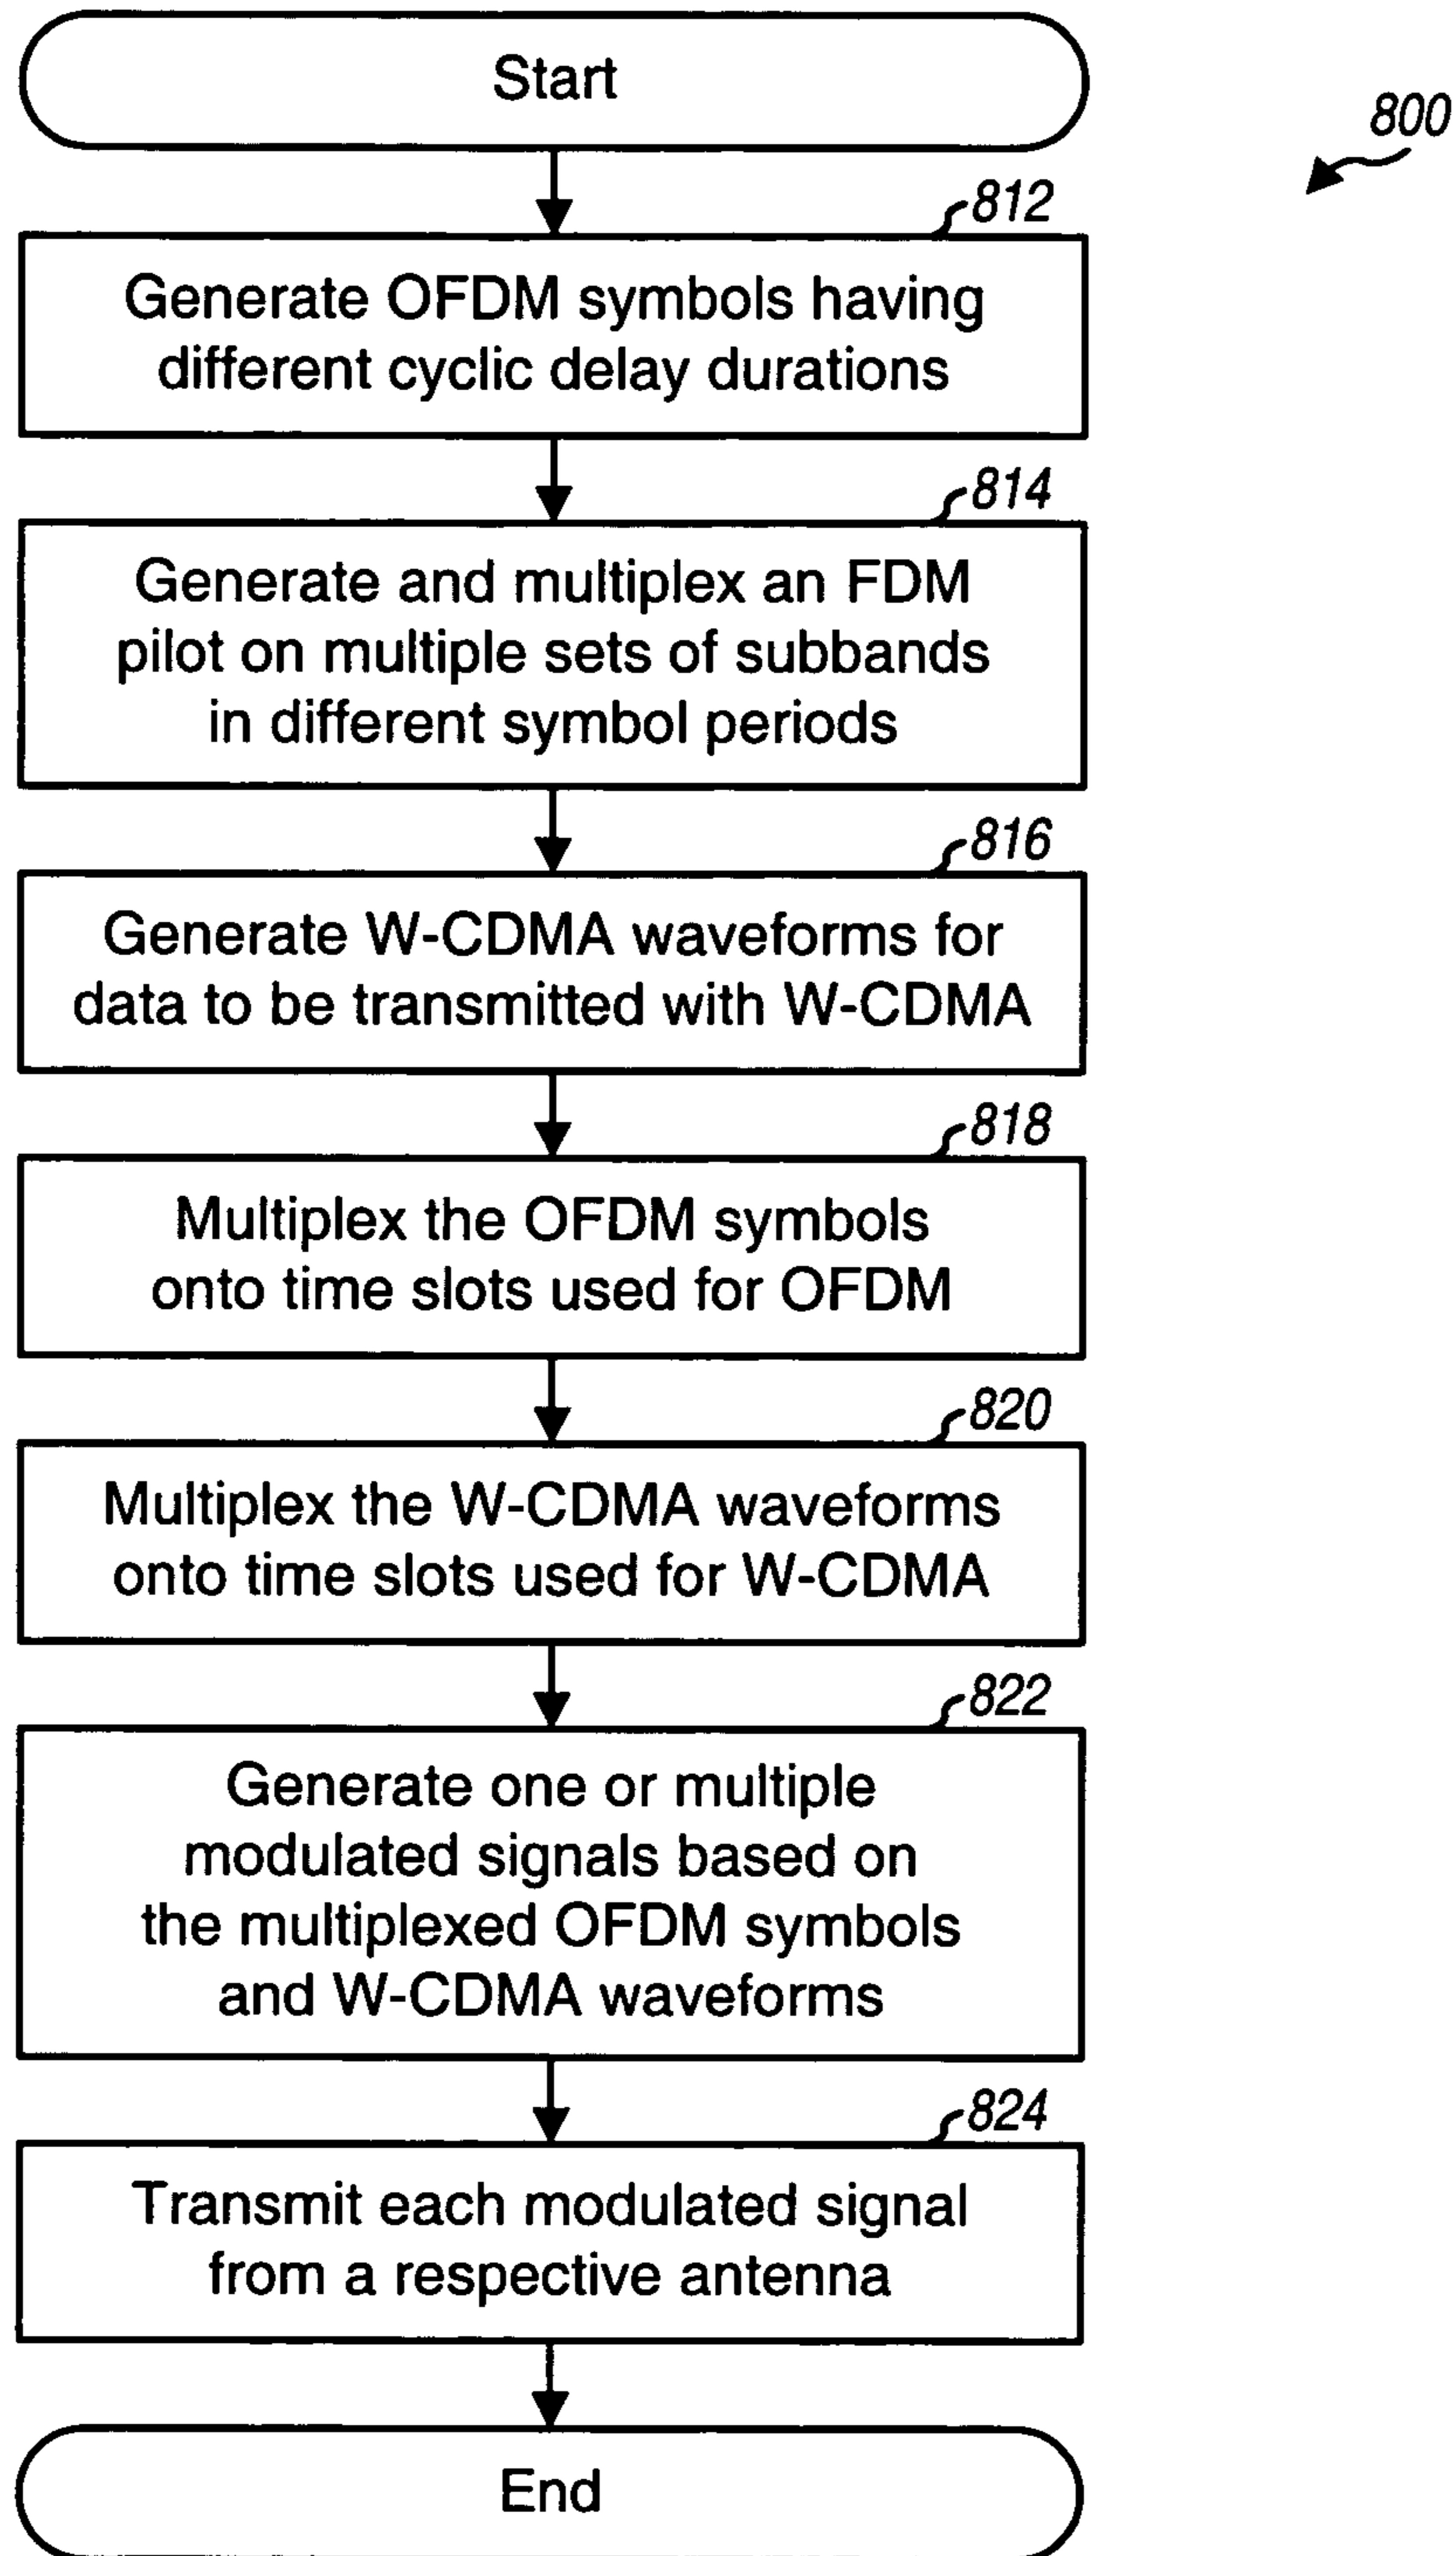 Start
800
812
Generate OFDM symbols having
different cyclic delay durations
814
Generate and multiplex an FDM
pilot on multiple sets of subbands
in different symbol periods
816
Generate W-CDMA waveforms for
data to be transmitted with W-CDMA
818
Multiplex the OFDM symbols
onto time slots used for OFDM
820
Multiplex the W-CDMA waveforms
onto time slots used for W-CDMA
822
Generate one or multiple
modulated signals based on
the multiplexed OFDM symbols
and W-CDMA waveforms
824
Transmit each modulated signal
from a respective antenna
End